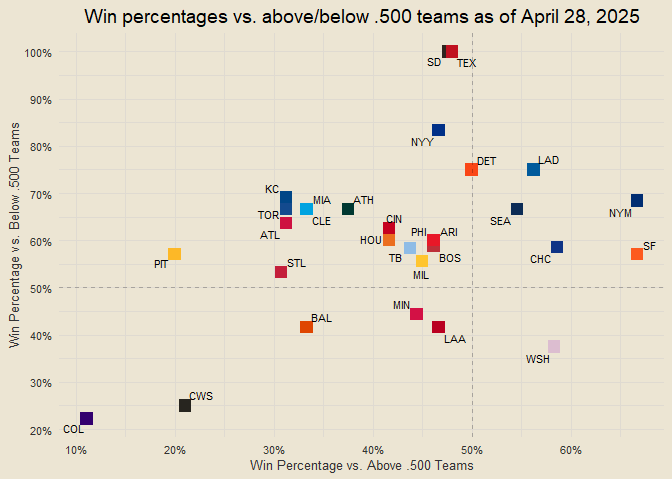 Win percentages vs. above/below .500 teams as of April 28, 2025
100%
SD
TEX
90%
NYY
80%
DET
LAD
70%
KC
MIA
ATH
NYM
TOR
CLE
SEA
ATL
CIN
60%
HOU
PHI
ARI
SF
PIT
STL
TB
BOS
CHC
MIL
50%
MIN
BAL
40%
LAA
WSH
30%
CWS
COL
20%
10%
20%
30%
40%
50%
60%
Win Percentage vs. Above .500 Teams
Win Percentage vs. Below .500 Teams